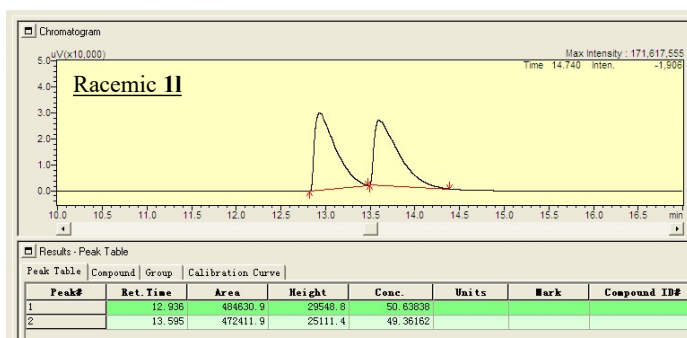 Chromatogram
uV(x10,000)
Max Intensity : 171,617,555
Time 14.740 Inten. -1,906
Racemic 1l
5.0
4.0
3.0
2.0
1.0
0.0
10.0 10.5 11.0 11.5 12.0 12.5 13.0 13.5 14.0 14.5 15.0 15.5 16.0 16.5 min
Results - Peak Table
Peak Table Compound Group Calibration Curve
Peak# Ret.Time Area Height Conc. Units Mark Compound ID#
1 12.936 484630.9 29548.8 50.63838
2 13.595 472411.9 25111.4 49.36162